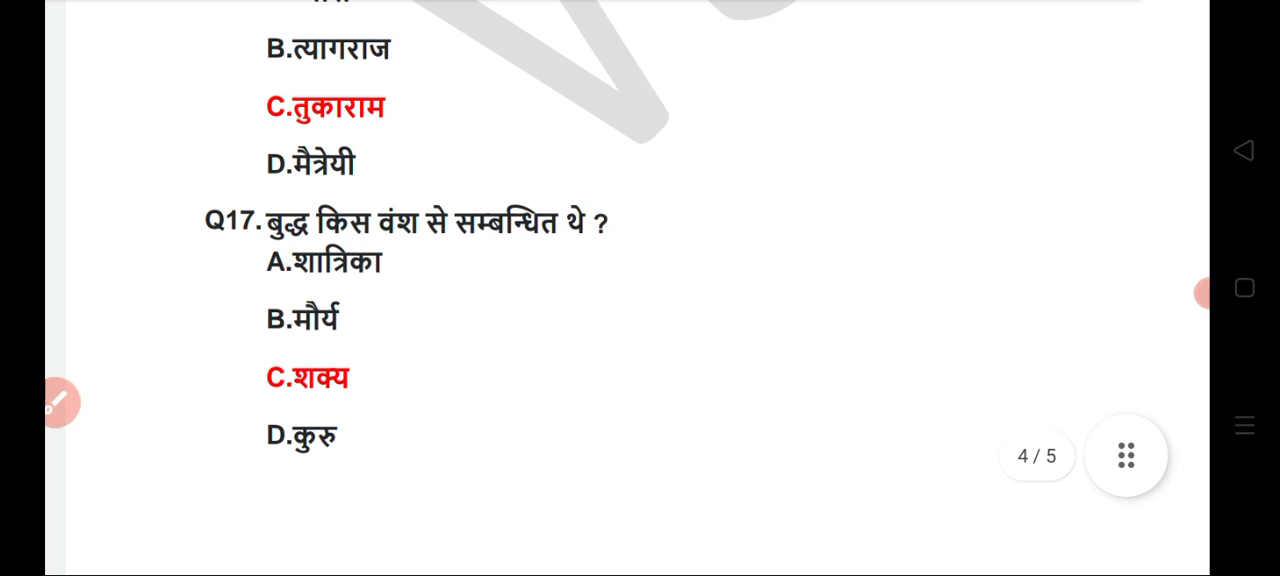 B.त्यागराज
C.तुकाराम
D.मैत्रेयी
Q17. बुद्ध किस वंश से सम्बन्धित थे ?
A.शात्रिका
B.मौर्य
C.शक्य
D.कुरु
4 / 5